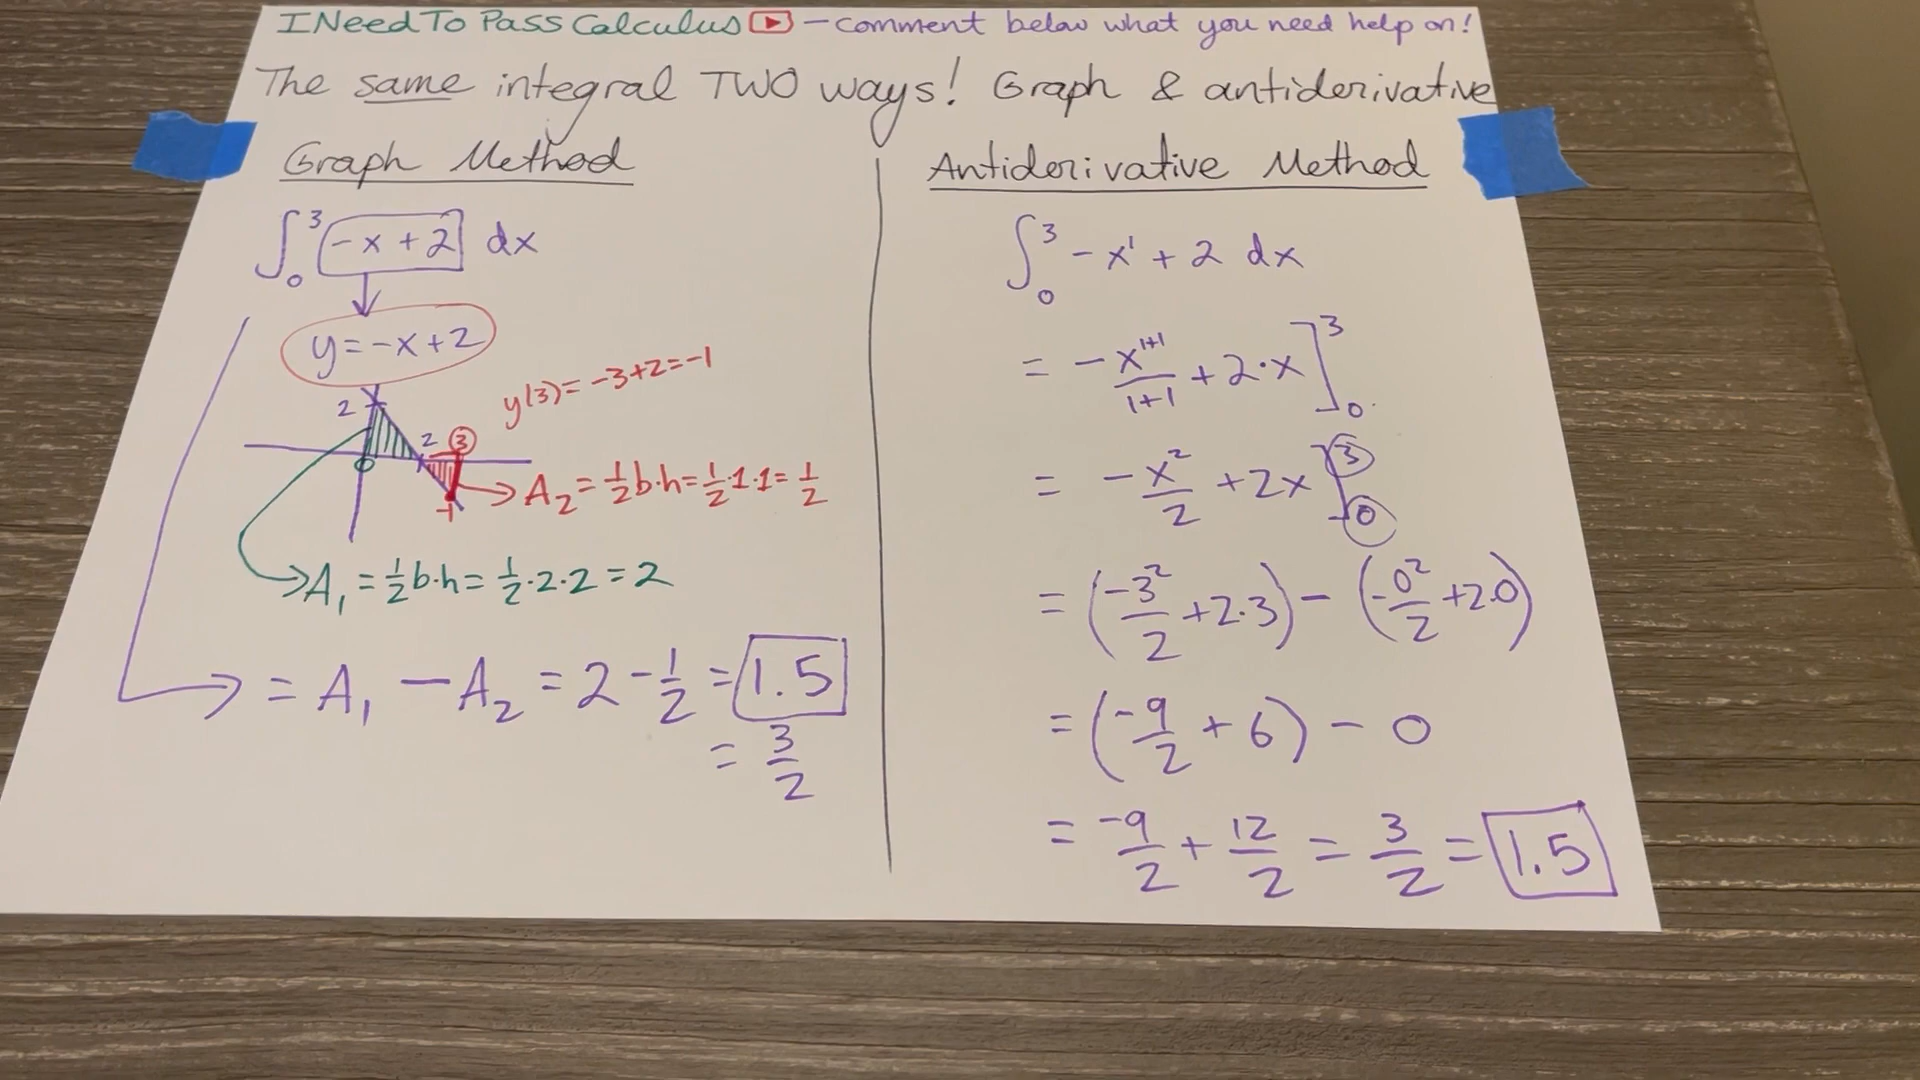 INeedToPassCalculus – comment below what you need help on!
The same integral TWO ways! Graph & antiderivative
Graph Method
∫₀³ -x + 2 dx
y = -x + 2
y(3) = -3+2 = -1
2
2 3
0
-1
A₂ = 1/2 b·h = 1/2·1·1 = 1/2
A₁ = 1/2 b·h = 1/2·2·2 = 2
= A₁ - A₂ = 2 - 1/2 = 1.5
= 3/2
Antiderivative Method
∫₀³ -x¹ + 2 dx
= -x¹⁺¹/1+1 + 2·x]₀³
= -x²/2 + 2x]₀³
= (-3²/2 + 2·3) - (-0²/2 + 2·0)
= (-9/2 + 6) - 0
= -9/2 + 12/2 = 3/2 = 1.5